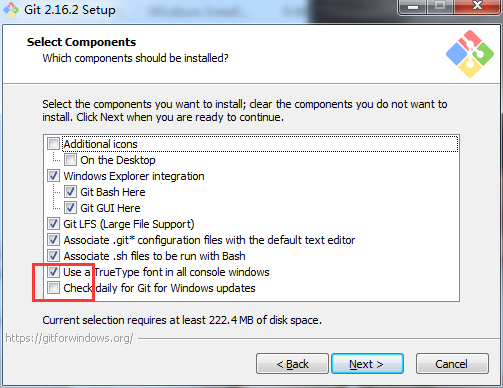 Git 2.16.2 Setup
Select Components
Which components should be installed?
Select the components you want to install; clear the components you do not want to
install. Click Next when you are ready to continue.
Additional icons
On the Desktop
Windows Explorer integration
Git Bash Here
Git GUI Here
Git LFS (Large File Support)
Associate .git* configuration files with the default text editor
Associate .sh files to be run with Bash
Use a TrueType font in all console windows
Check daily for Git for Windows updates
Current selection requires at least 222.4 MB of disk space.
https://gitforwindows.org/
< Back
Next >
Cancel